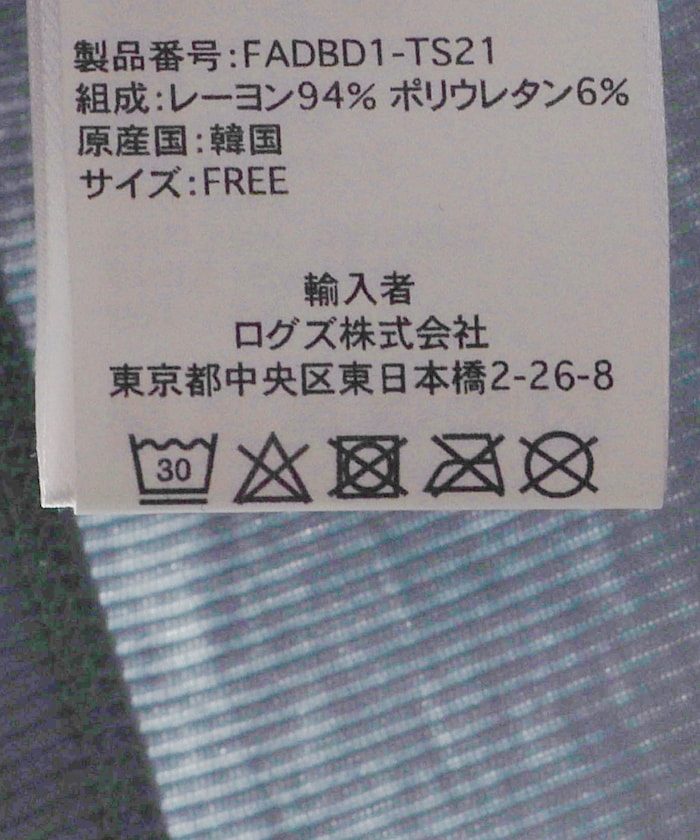 製品番号:FADBD1-TS21
組成:レーヨン94% ポリウレタン6%
原産国:韓国
サイズ:FREE
輸入者
ログズ株式会社
東京都中央区東日本橋2-26-8
30